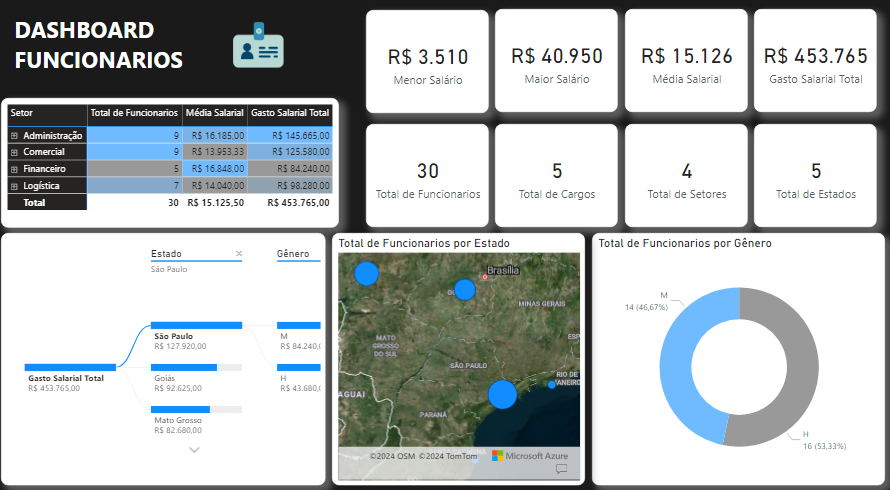 DASHBOARD
FUNCIONARIOS
R$ 3.510
Menor Salário
R$ 40.950
Maior Salário
R$ 15.126
Média Salarial
R$ 453.765
Gasto Salarial Total
Setor Total de Funcionarios Média Salarial Gasto Salarial Total
Administração 9 R$ 16.185,00 R$ 145.665,00
Comercial 9 R$ 13.953,33 R$ 125.580,00
Financeiro 5 R$ 16.848,00 R$ 84.240,00
Logística 7 R$ 14.040,00 R$ 98.280,00
Total 30 R$ 15.125,50 R$ 453.765,00
30
Total de Funcionarios
5
Total de Cargos
4
Total de Setores
5
Total de Estados
Estado
São Paulo
Gênero
São Paulo
R$ 127.920,00
M
R$ 84.240,0
Gasto Salarial Total
R$ 453.765,00
Goiás
R$ 92.625,00
H
R$ 43.680,0
Mato Grosso
R$ 82.680,00
Total de Funcionarios por Estado
Brasília
MINAS GERAIS
MATO
GROSSO
DO SUL
SÃO PAULO
RIO DE
JANEIRO
AGUAI
PARANÁ
©2024 OSM ©2024 TomTom Microsoft Azure
Total de Funcionarios por Gênero
M
14 (46,67%)
H
16 (53,33%)